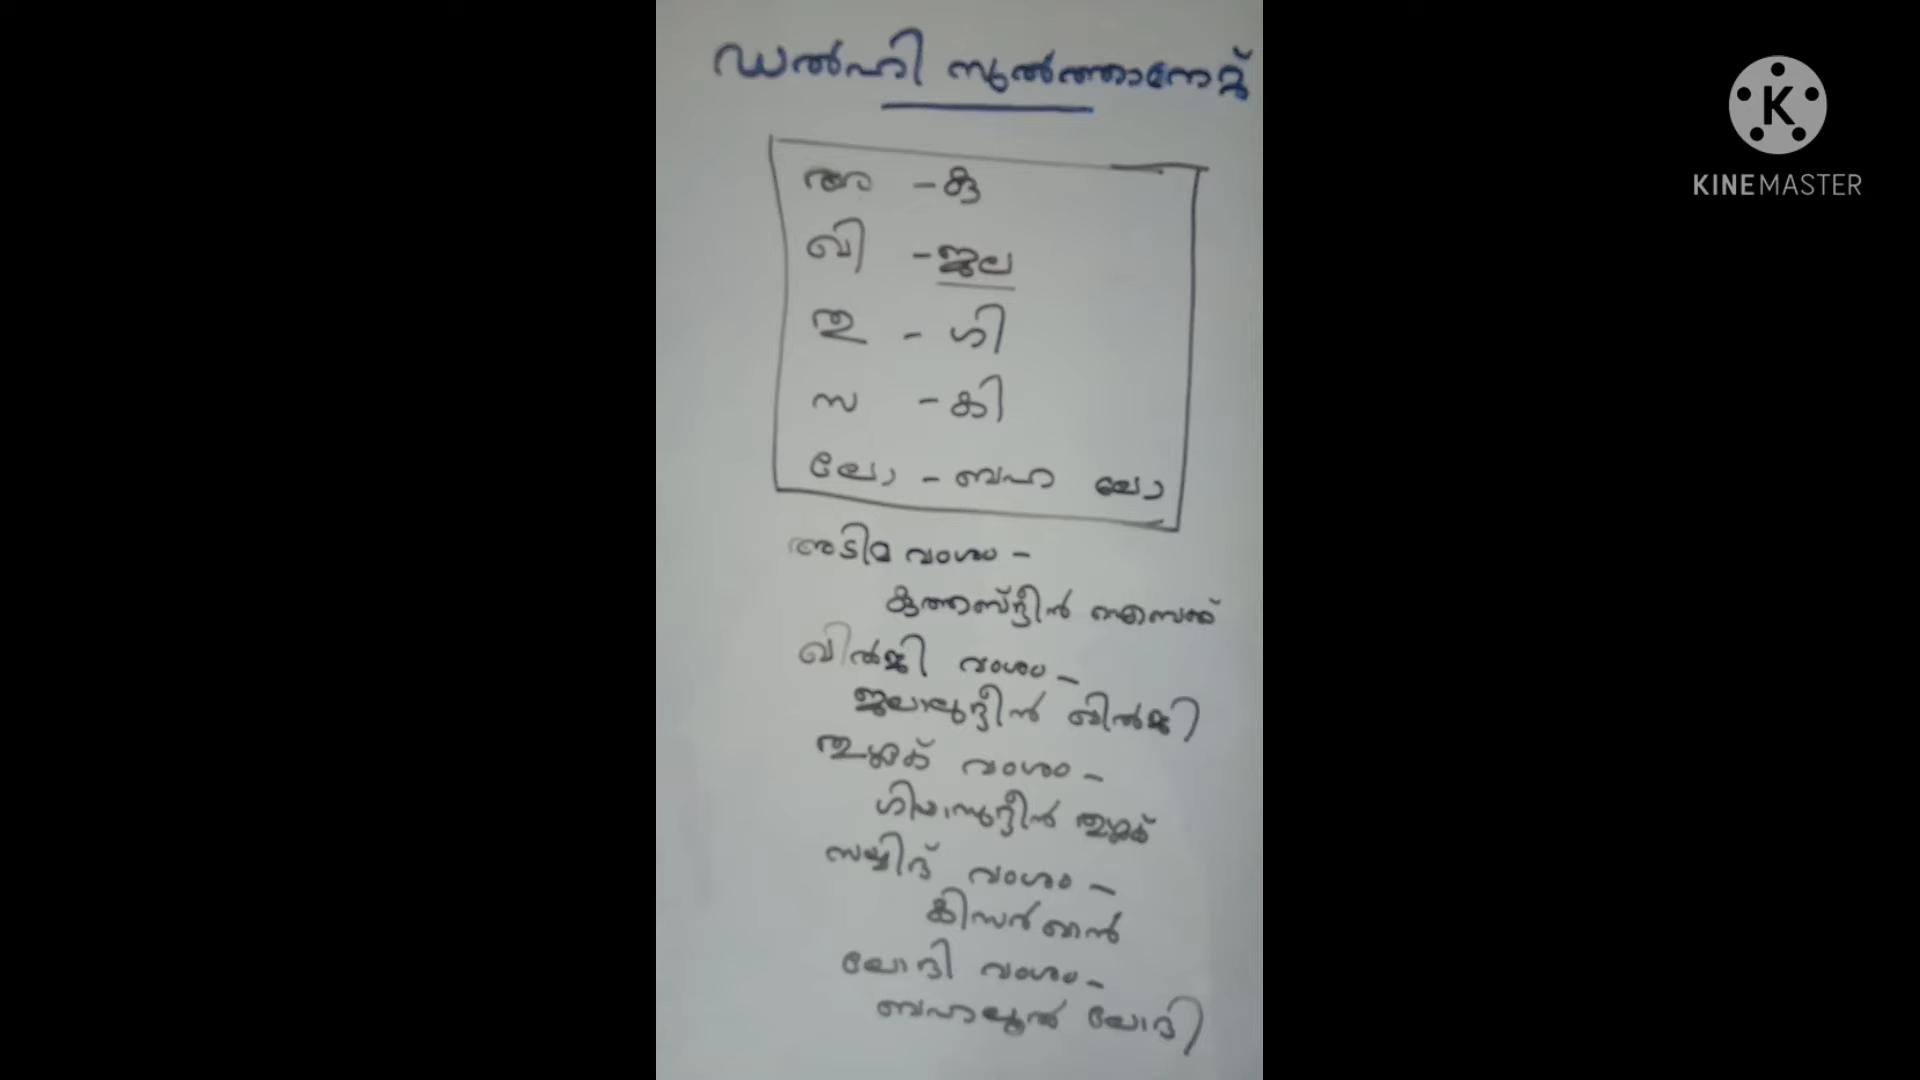 ഡൽഹി സുൽത്താനേറ്റ്
അ - കു
ഖി - ജല
തു - ഗി
സ - കി
ലോ - ബഹ ലോ
അടിമ വംശം -
കുത്തബ്ദ്ദീൻ ഐബക്ക്
ഖിൽജി വംശം -
ജലാലുദ്ദീൻ ഖിൽജി
തുഗ്ലക് വംശം -
ഗിയാസുദ്ദീൻ തുഗ്ലക്
സയ്യിദ് വംശം -
കിസർഖാൻ
ലോദി വംശം -
ബഹലൂൽ ലോദി
K
KINEMASTER